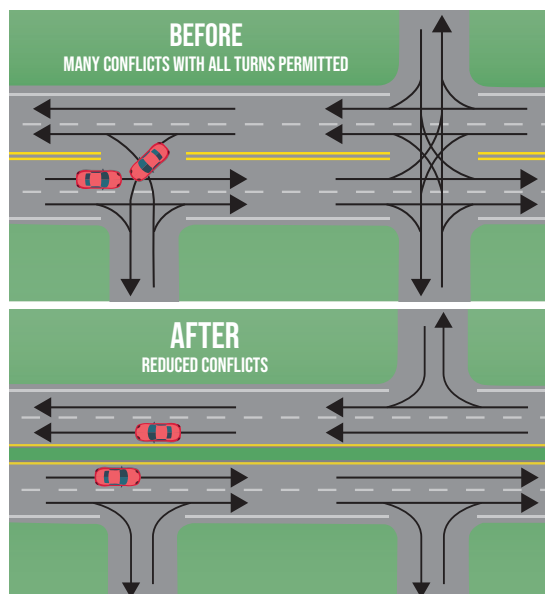 BEFORE
MANY CONFLICTS WITH ALL TURNS PERMITTED
AFTER
REDUCED CONFLICTS